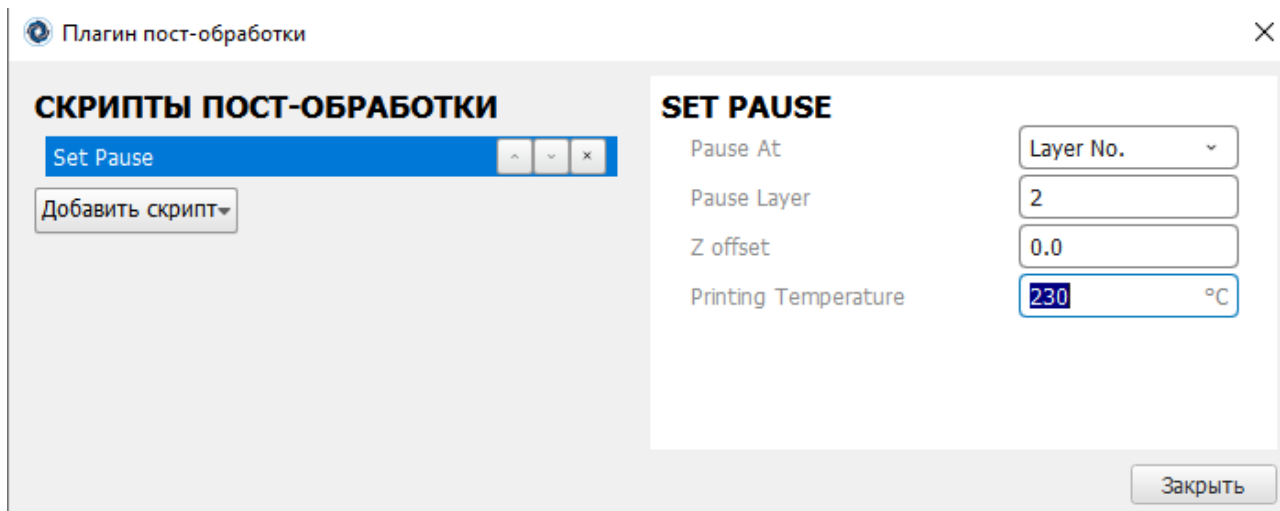 Плагин пост-обработки
СКРИПТЫ ПОСТ-ОБРАБОТКИ
Set Pause
Добавить скрипт
SET PAUSE
Pause At Layer No.
Pause Layer 2
Z offset 0.0
Printing Temperature 230 °C
Закрыть